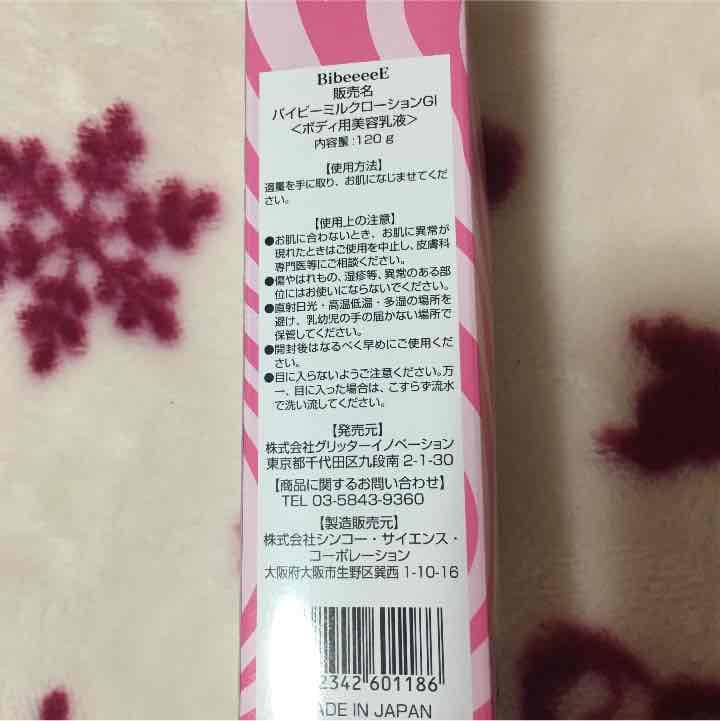 BibeeeeE
販売名
バイビーミルクローションGI
<ボディ用美容乳液>
内容量:120g
【使用方法】
適量を手に取り、お肌になじませてくだ
さい。
【使用上の注意】
●お肌に合わないとき、お肌に異常が
現れたときはご使用を中止し、皮膚科
専門医等にご相談ください。
●傷やはれもの、湿疹等、異常のある部
位にはお使いにならないでください。
●直射日光・高温低温・多湿の場所を
避け、乳幼児の手の届かない場所で
保管してください。
●開封後はなるべく早めにご使用くださ
い。
●目に入らないようご注意ください。万
一、目に入った場合は、こすらず流水
で洗い流してください。
【発売元】
株式会社グリッターイノベーション
東京都千代田区九段南 2-1-30
【商品に関するお問い合わせ】
TEL 03-5843-9360
【製造販売元】
株式会社シンコー・サイエンス・
コーポレーション
大阪府大阪市生野区巽西 1-10-16
2342 601186
ADE IN JAPAN